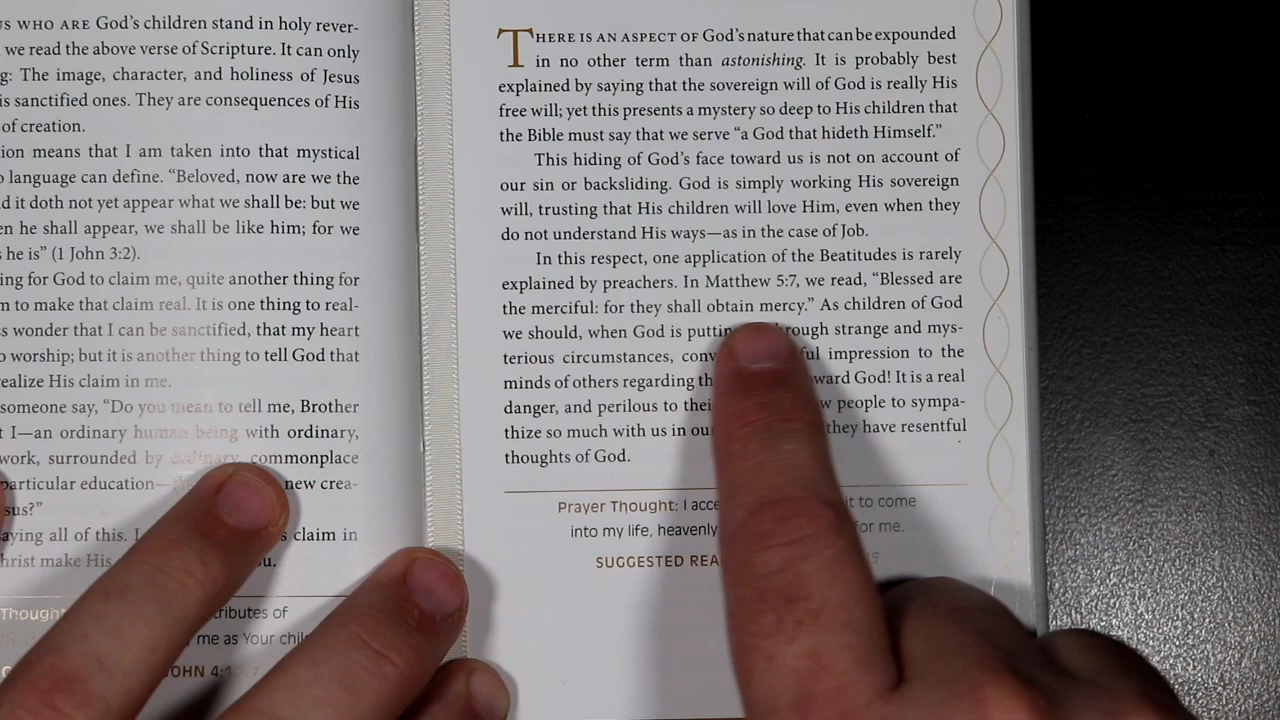 US WHO ARE God's children stand in holy rever-
we read the above verse of Scripture. It can only
g: The image, character, and holiness of Jesus
is sanctified ones. They are consequences of His
of creation.
ion means that I am taken into that mystical
o language can define. "Beloved, now are we the
d it doth not yet appear what we shall be: but we
en he shall appear, we shall be like him; for we
s he is" (1 John 3:2).
ing for God to claim me, quite another thing for
m to make that claim real. It is one thing to real-
ss wonder that I can be sanctified, that my heart
o worship; but it is another thing to tell God that
ealize His claim in me.
someone say, "Do you mean to tell me, Brother
t I—an ordinary human being with ordinary,
work, surrounded by ordinary, commonplace
particular education— new crea-
sus?"
aying all of this. I s claim in
hrist make His u.
Thought ributes of
me as Your chil
OHN 4:1 7
THERE IS AN ASPECT OF God's nature that can be expounded
in no other term than astonishing. It is probably best
explained by saying that the sovereign will of God is really His
free will; yet this presents a mystery so deep to His children that
the Bible must say that we serve "a God that hideth Himself."
This hiding of God's face toward us is not on account of
our sin or backsliding. God is simply working His sovereign
will, trusting that His children will love Him, even when they
do not understand His ways—as in the case of Job.
In this respect, one application of the Beatitudes is rarely
explained by preachers. In Matthew 5:7, we read, "Blessed are
the merciful: for they shall obtain mercy." As children of God
we should, when God is puttin rough strange and mys-
terious circumstances, conv ful impression to the
minds of others regarding th ward God! It is a real
danger, and perilous to thei w people to sympa-
thize so much with us in ou they have resentful
thoughts of God.
Prayer Thought: I acce it to come
into my life, heavenly for me.
SUGGESTED REA 5